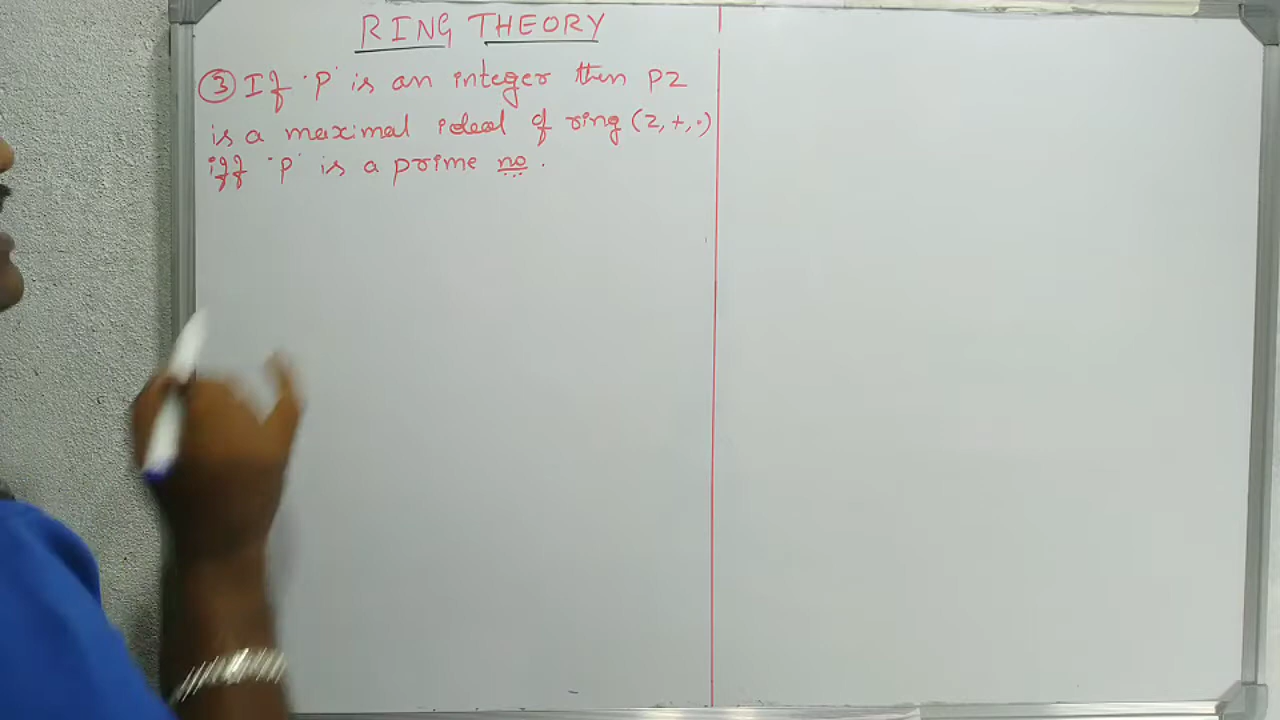 RING THEORY
③ If 'P' is an integer then PZ
is a maximal ideal of ring (Z, +, ·)
iff 'P' is a prime no.